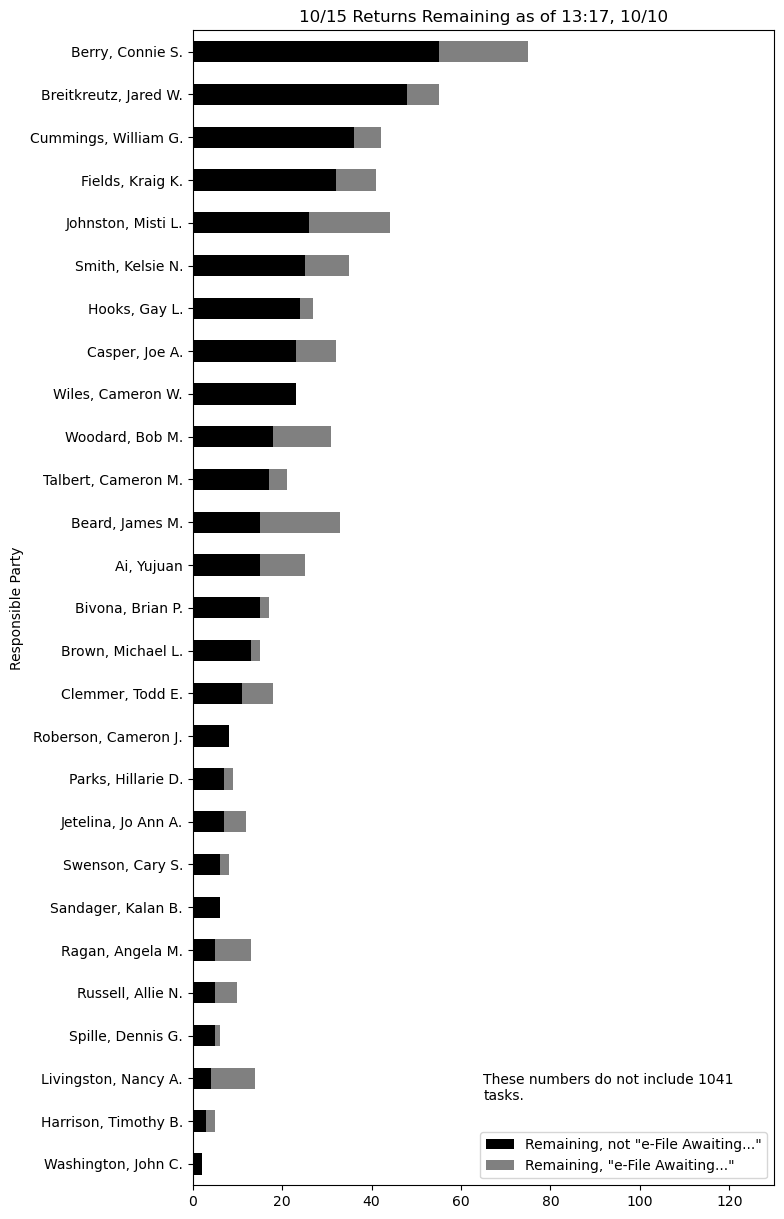 10/15 Returns Remaining as of 13:17, 10/10
Responsible Party
Berry, Connie S.
Breitkreutz, Jared W.
Cummings, William G.
Fields, Kraig K.
Johnston, Misti L.
Smith, Kelsie N.
Hooks, Gay L.
Casper, Joe A.
Wiles, Cameron W.
Woodard, Bob M.
Talbert, Cameron M.
Beard, James M.
Ai, Yujuan
Bivona, Brian P.
Brown, Michael L.
Clemmer, Todd E.
Roberson, Cameron J.
Parks, Hillarie D.
Jetelina, Jo Ann A.
Swenson, Cary S.
Sandager, Kalan B.
Ragan, Angela M.
Russell, Allie N.
Spille, Dennis G.
Livingston, Nancy A.
Harrison, Timothy B.
Washington, John C.
These numbers do not include 1041
tasks.
Remaining, not "e-File Awaiting..."
Remaining, "e-File Awaiting..."
0 20 40 60 80 100 120